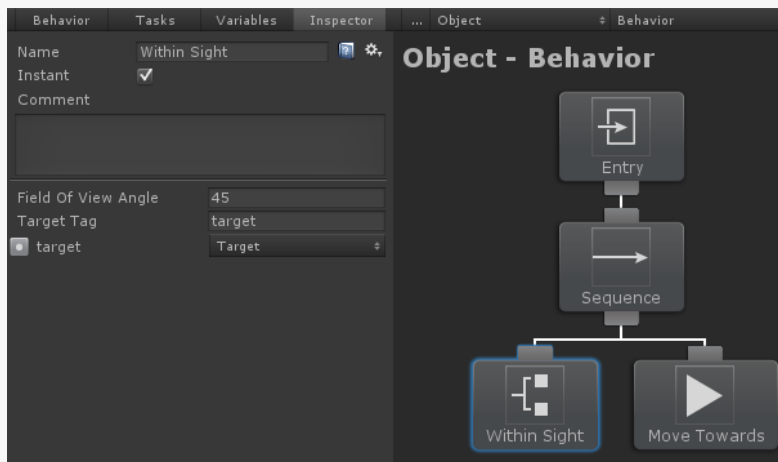 Behavior Tasks Variables Inspector ... Object Behavior
Name Within Sight
Instant
Comment
Field Of View Angle 45
Target Tag target
target Target
Object - Behavior
Entry
Sequence
Within Sight Move Towards